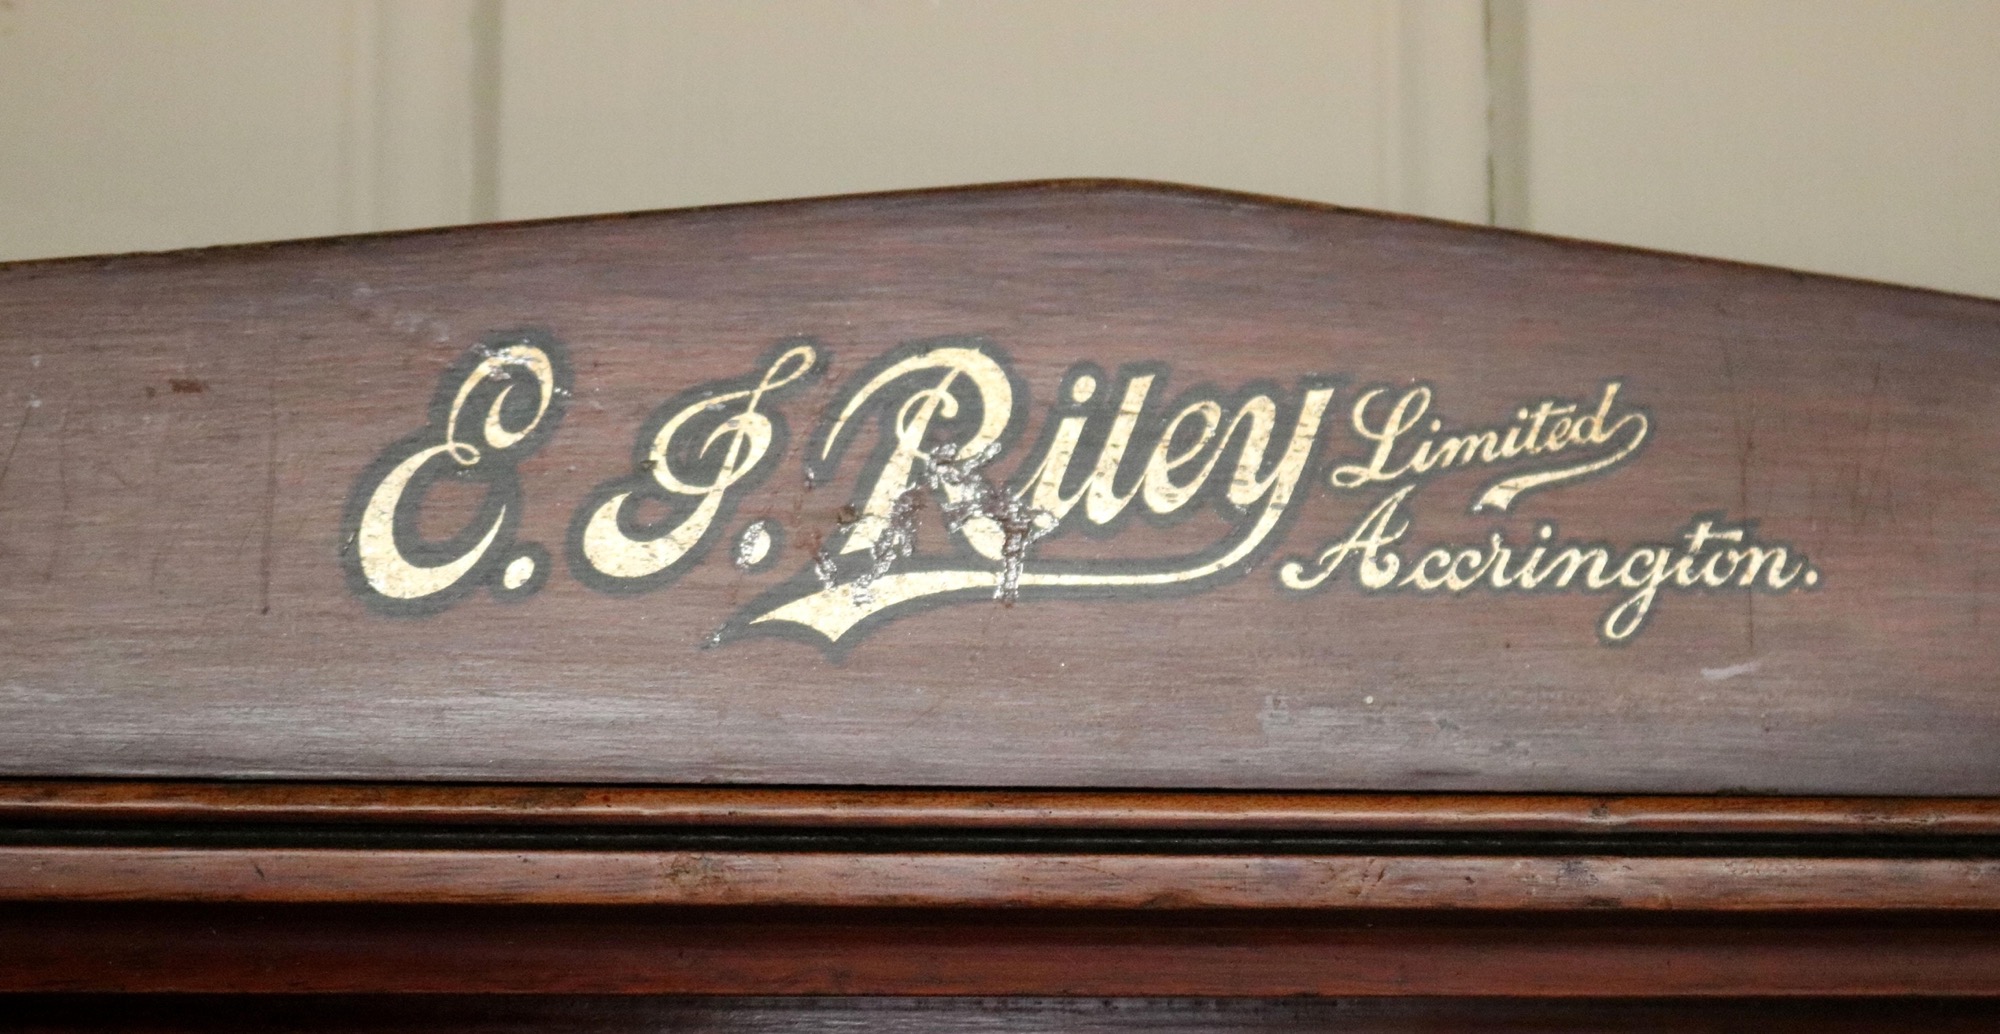 E. J. Riley Limited
Accrington.